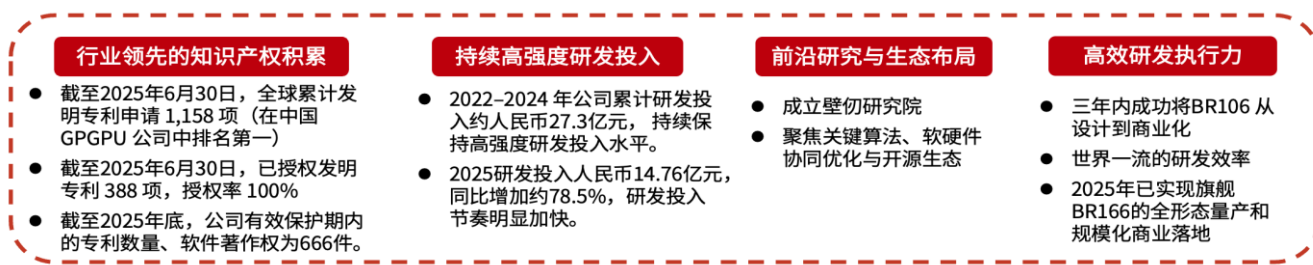 行业领先的知识产权积累
● 截至2025年6月30日，全球累计发
明专利申请 1,158 项（在中国
GPGPU 公司中排名第一）
● 截至2025年6月30日，已授权发明
专利 388 项，授权率 100%
● 截至2025年底，公司有效保护期内
的专利数量、软件著作权为666件。
持续高强度研发投入
● 2022–2024 年公司累计研发投
入约人民币27.3亿元， 持续保
持高强度研发投入水平。
● 2025研发投入人民币14.76亿元，
同比增加约78.5%，研发投入
节奏明显加快。
前沿研究与生态布局
● 成立壁仞研究院
● 聚焦关键算法、软硬件
协同优化与开源生态
高效研发执行力
● 三年内成功将BR106 从
设计到商业化
● 世界一流的研发效率
● 2025年已实现旗舰
BR166的全形态量产和
规模化商业落地